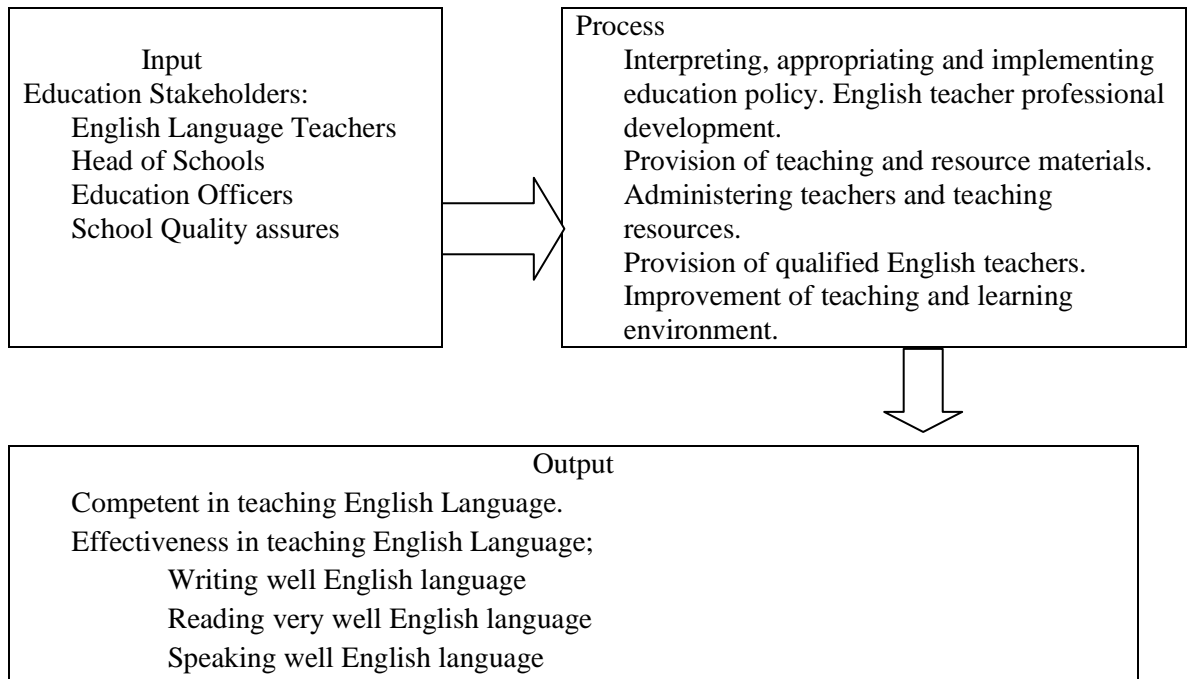 Input
Education Stakeholders:
English Language Teachers
Head of Schools
Education Officers
School Quality assures
Process
Interpreting, appropriating and implementing
education policy. English teacher professional
development.
Provision of teaching and resource materials.
Administering teachers and teaching
resources.
Provision of qualified English teachers.
Improvement of teaching and learning
environment.
Output
Competent in teaching English Language.
Effectiveness in teaching English Language;
Writing well English language
Reading very well English language
Speaking well English language